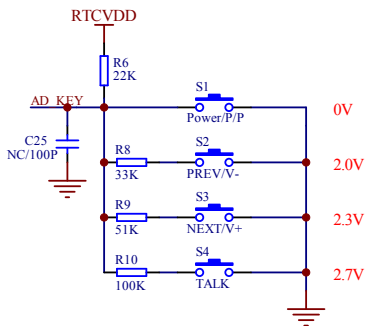 RTCVDD
R6
22K
AD_KEY
S1
Power/P/P
0V
C25
NC/100P
S2
R8
33K
PREV/V-
2.0V
S3
R9
51K
NEXT/V+
2.3V
S4
R10
100K
TALK
2.7V